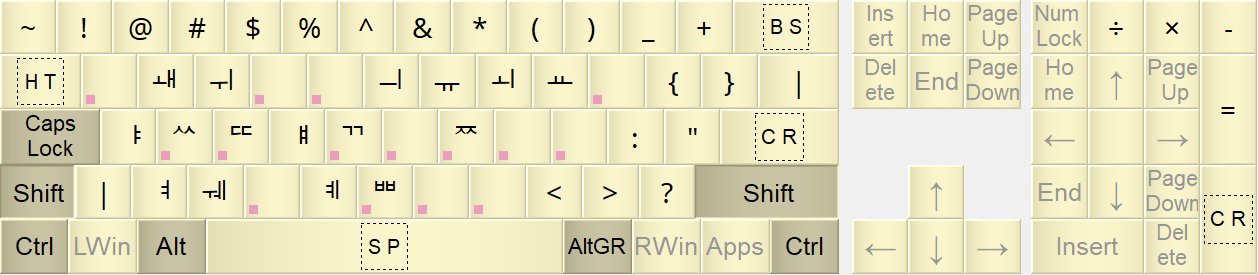 ~ ! @ # $ % ^ & * ( ) _ + BS Insert Home Page Up Num Lock ÷ × -
HT ㅙ ㅟ ㅢ ㅠ ㅚ ㅛ { } | Delete End Page Down Home ↑ Page Up =
Caps Lock ㅑ ㅆ ㄸ ㅒ ㄲ ㅉ : " CR ← →
Shift | ㅕ ㅞ ㅖ ㅃ < > ? Shift ↑ End ↓ Page Down CR
Ctrl LWin Alt SP AltGR RWin Apps Ctrl ← ↓ → Insert Delete